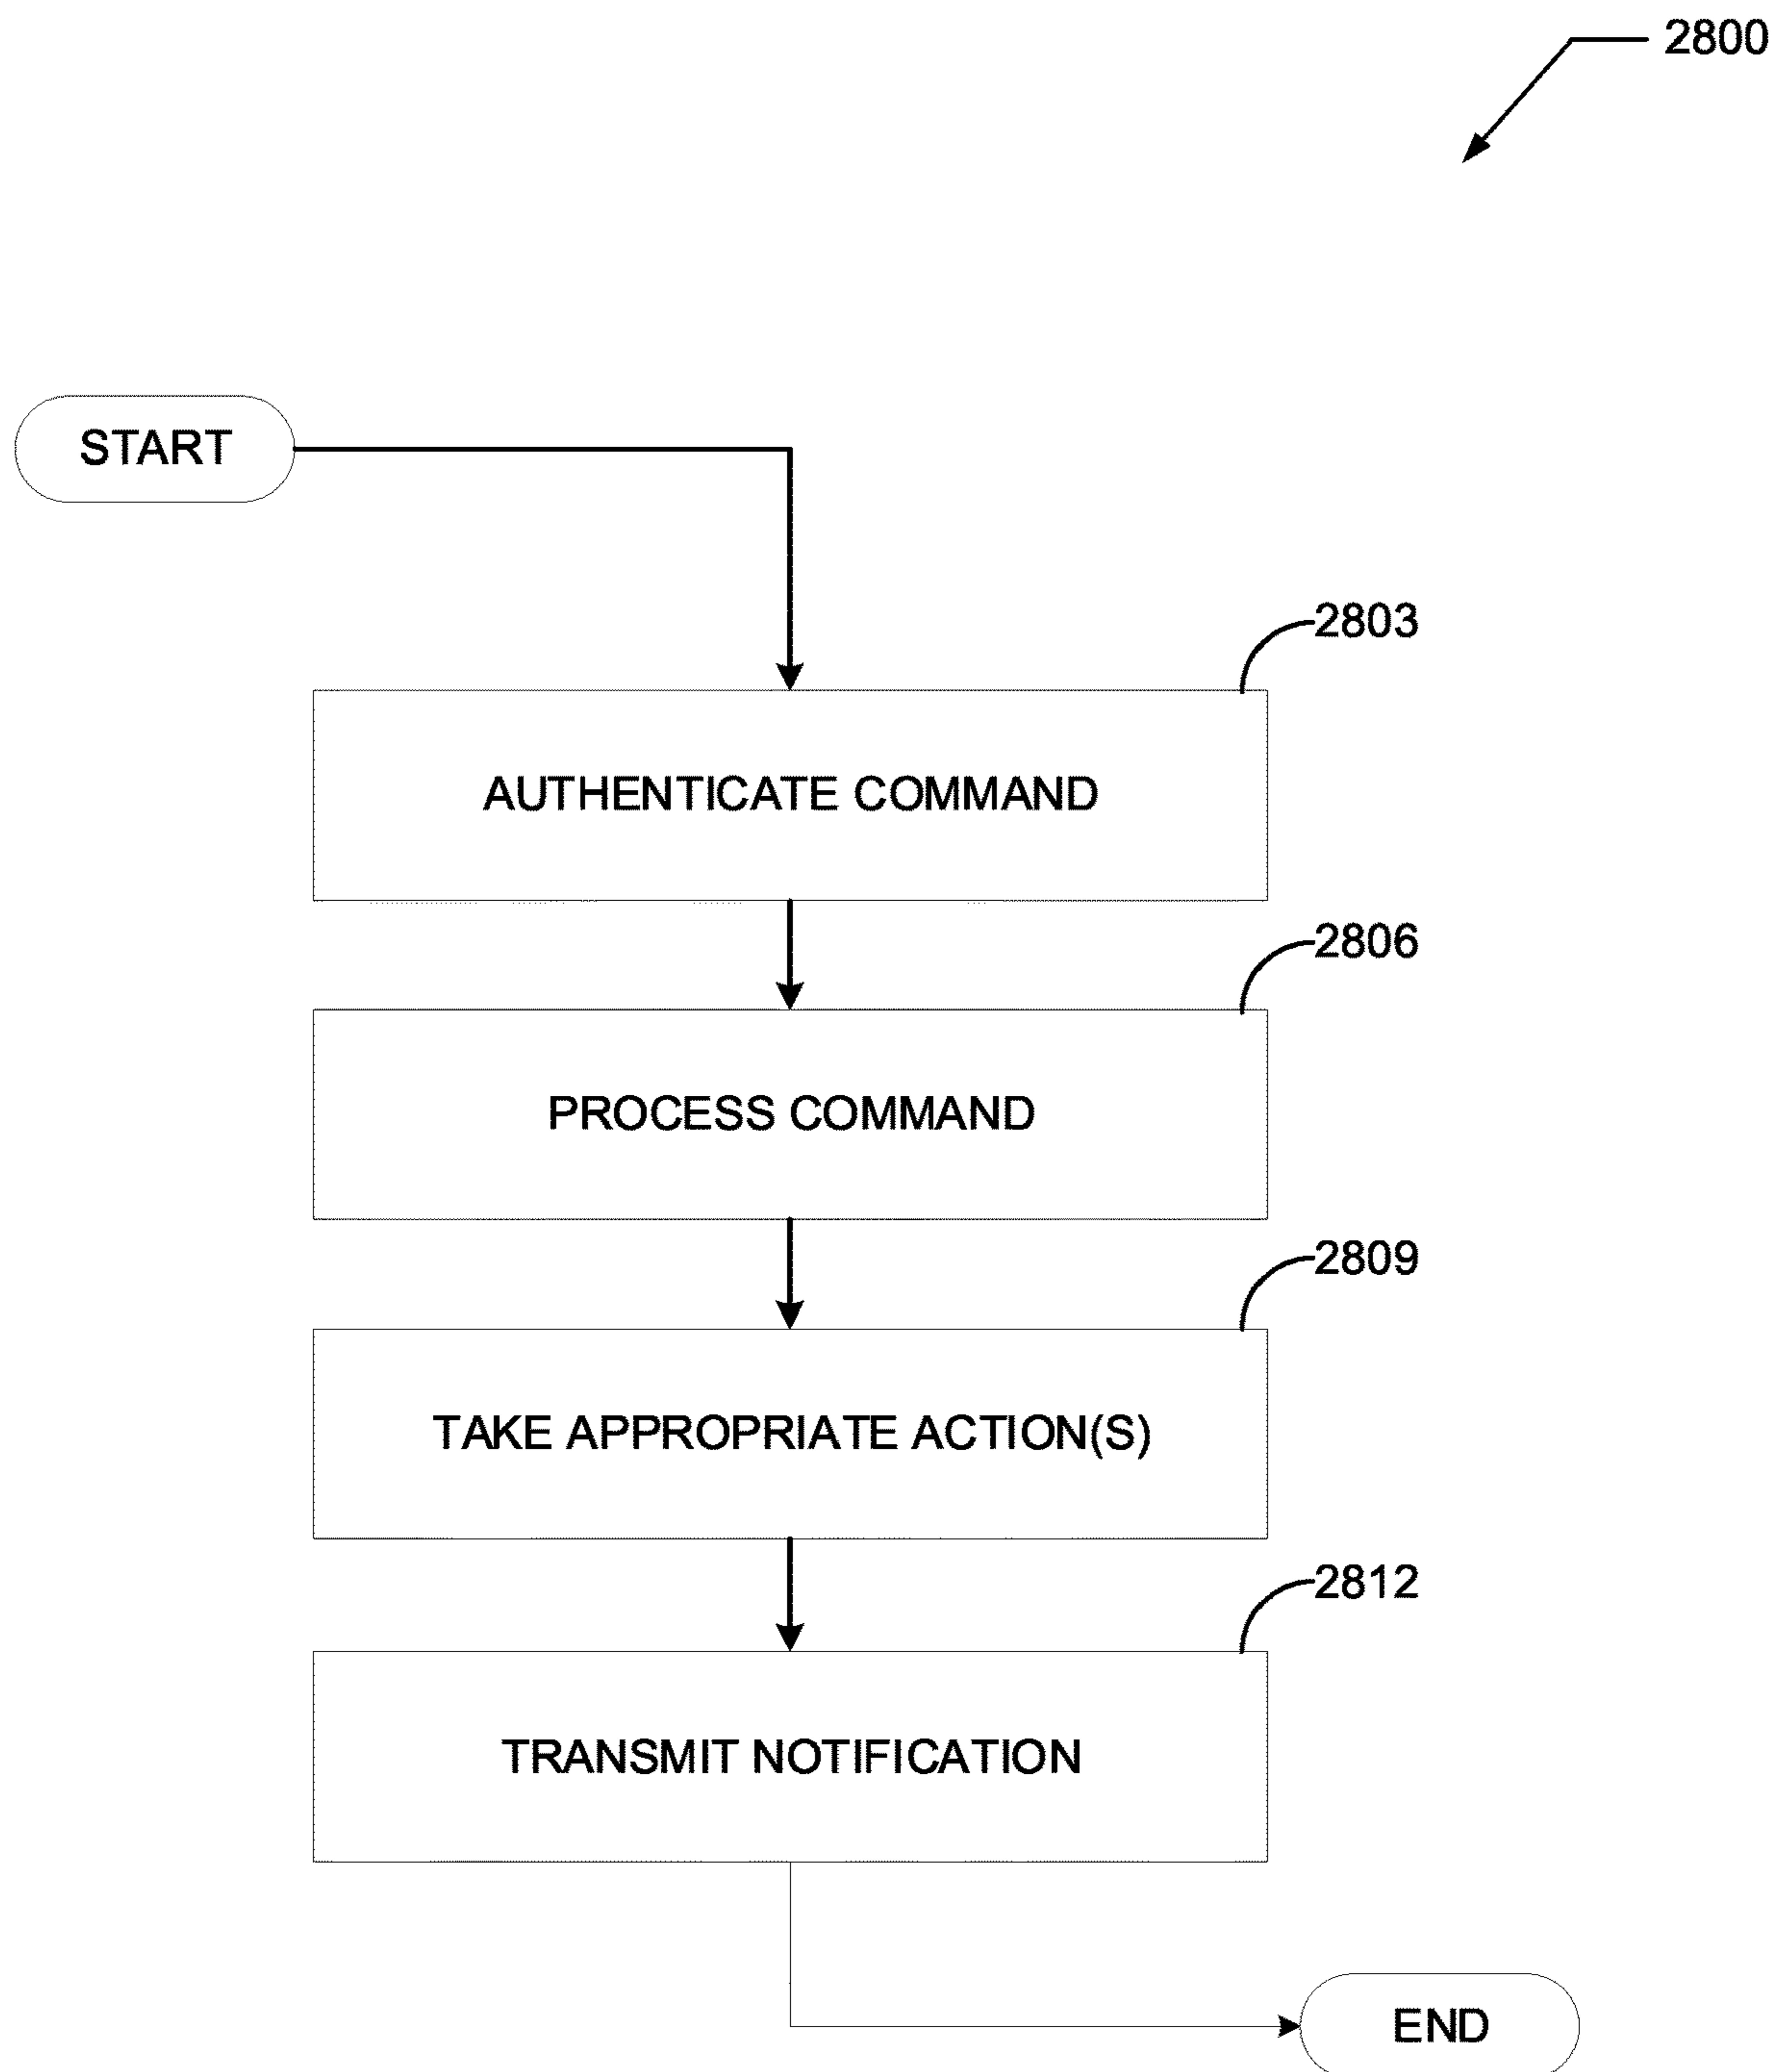 2800
START
2803
AUTHENTICATE COMMAND
2806
PROCESS COMMAND
2809
TAKE APPROPRIATE ACTION(S)
2812
TRANSMIT NOTIFICATION
END